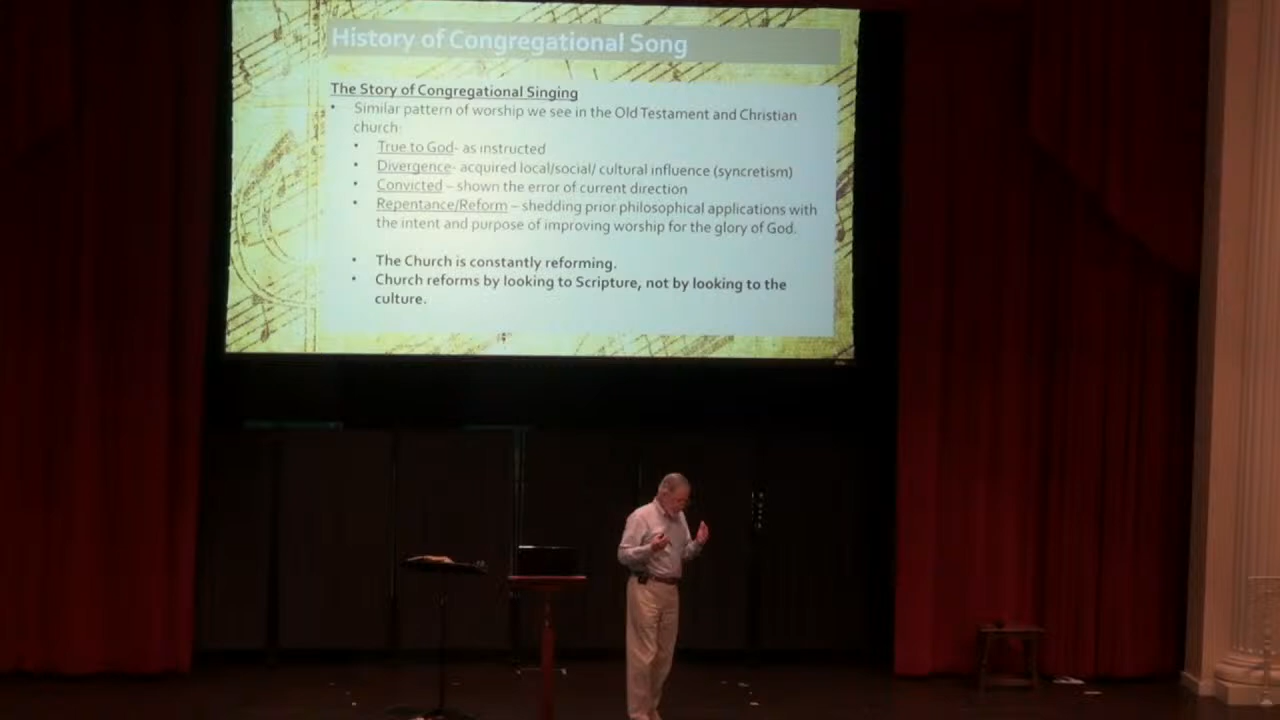 History of Congregational Song
The Story of Congregational Singing
• Similar pattern of worship we see in the Old Testament and Christian
church:
• True to God- as instructed
• Divergence- acquired local/social/ cultural influence (syncretism)
• Convicted – shown the error of current direction
• Repentance/Reform – shedding prior philosophical applications with
the intent and purpose of improving worship for the glory of God.
• The Church is constantly reforming.
• Church reforms by looking to Scripture, not by looking to the
culture.